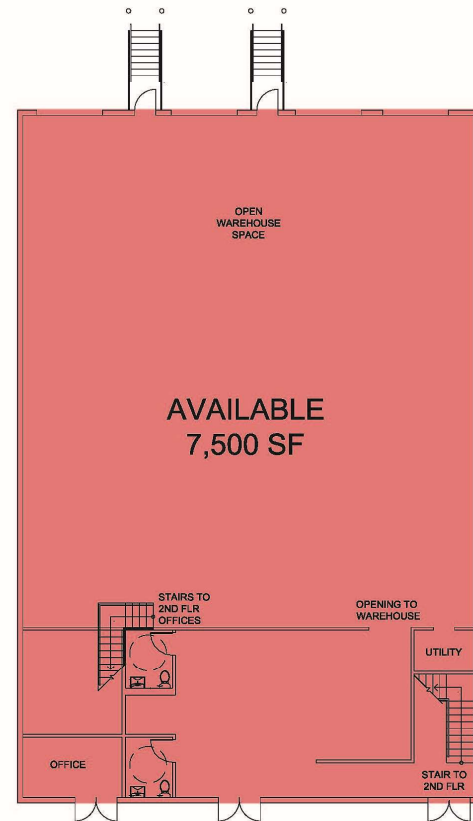 OPEN
WAREHOUSE
SPACE
AVAILABLE
7,500 SF
STAIRS TO
2ND FLR
OFFICES
OPENING TO
WAREHOUSE
UTILITY
OFFICE
STAIR TO
2ND FLR